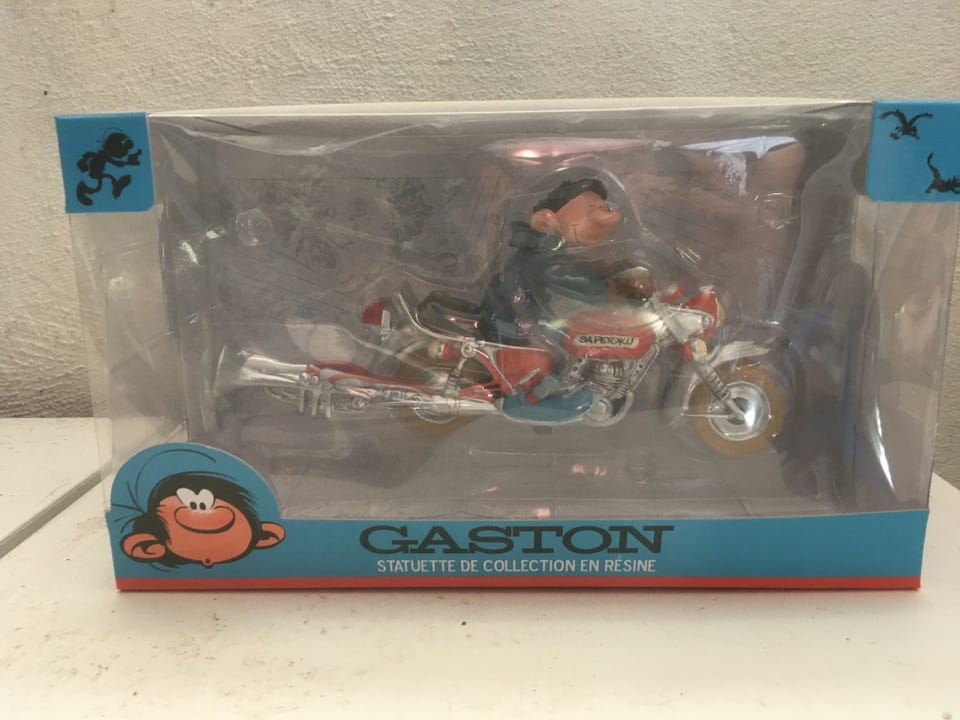 SAPETOKU
GASTON
STATUETTE DE COLLECTION EN RÉSINE